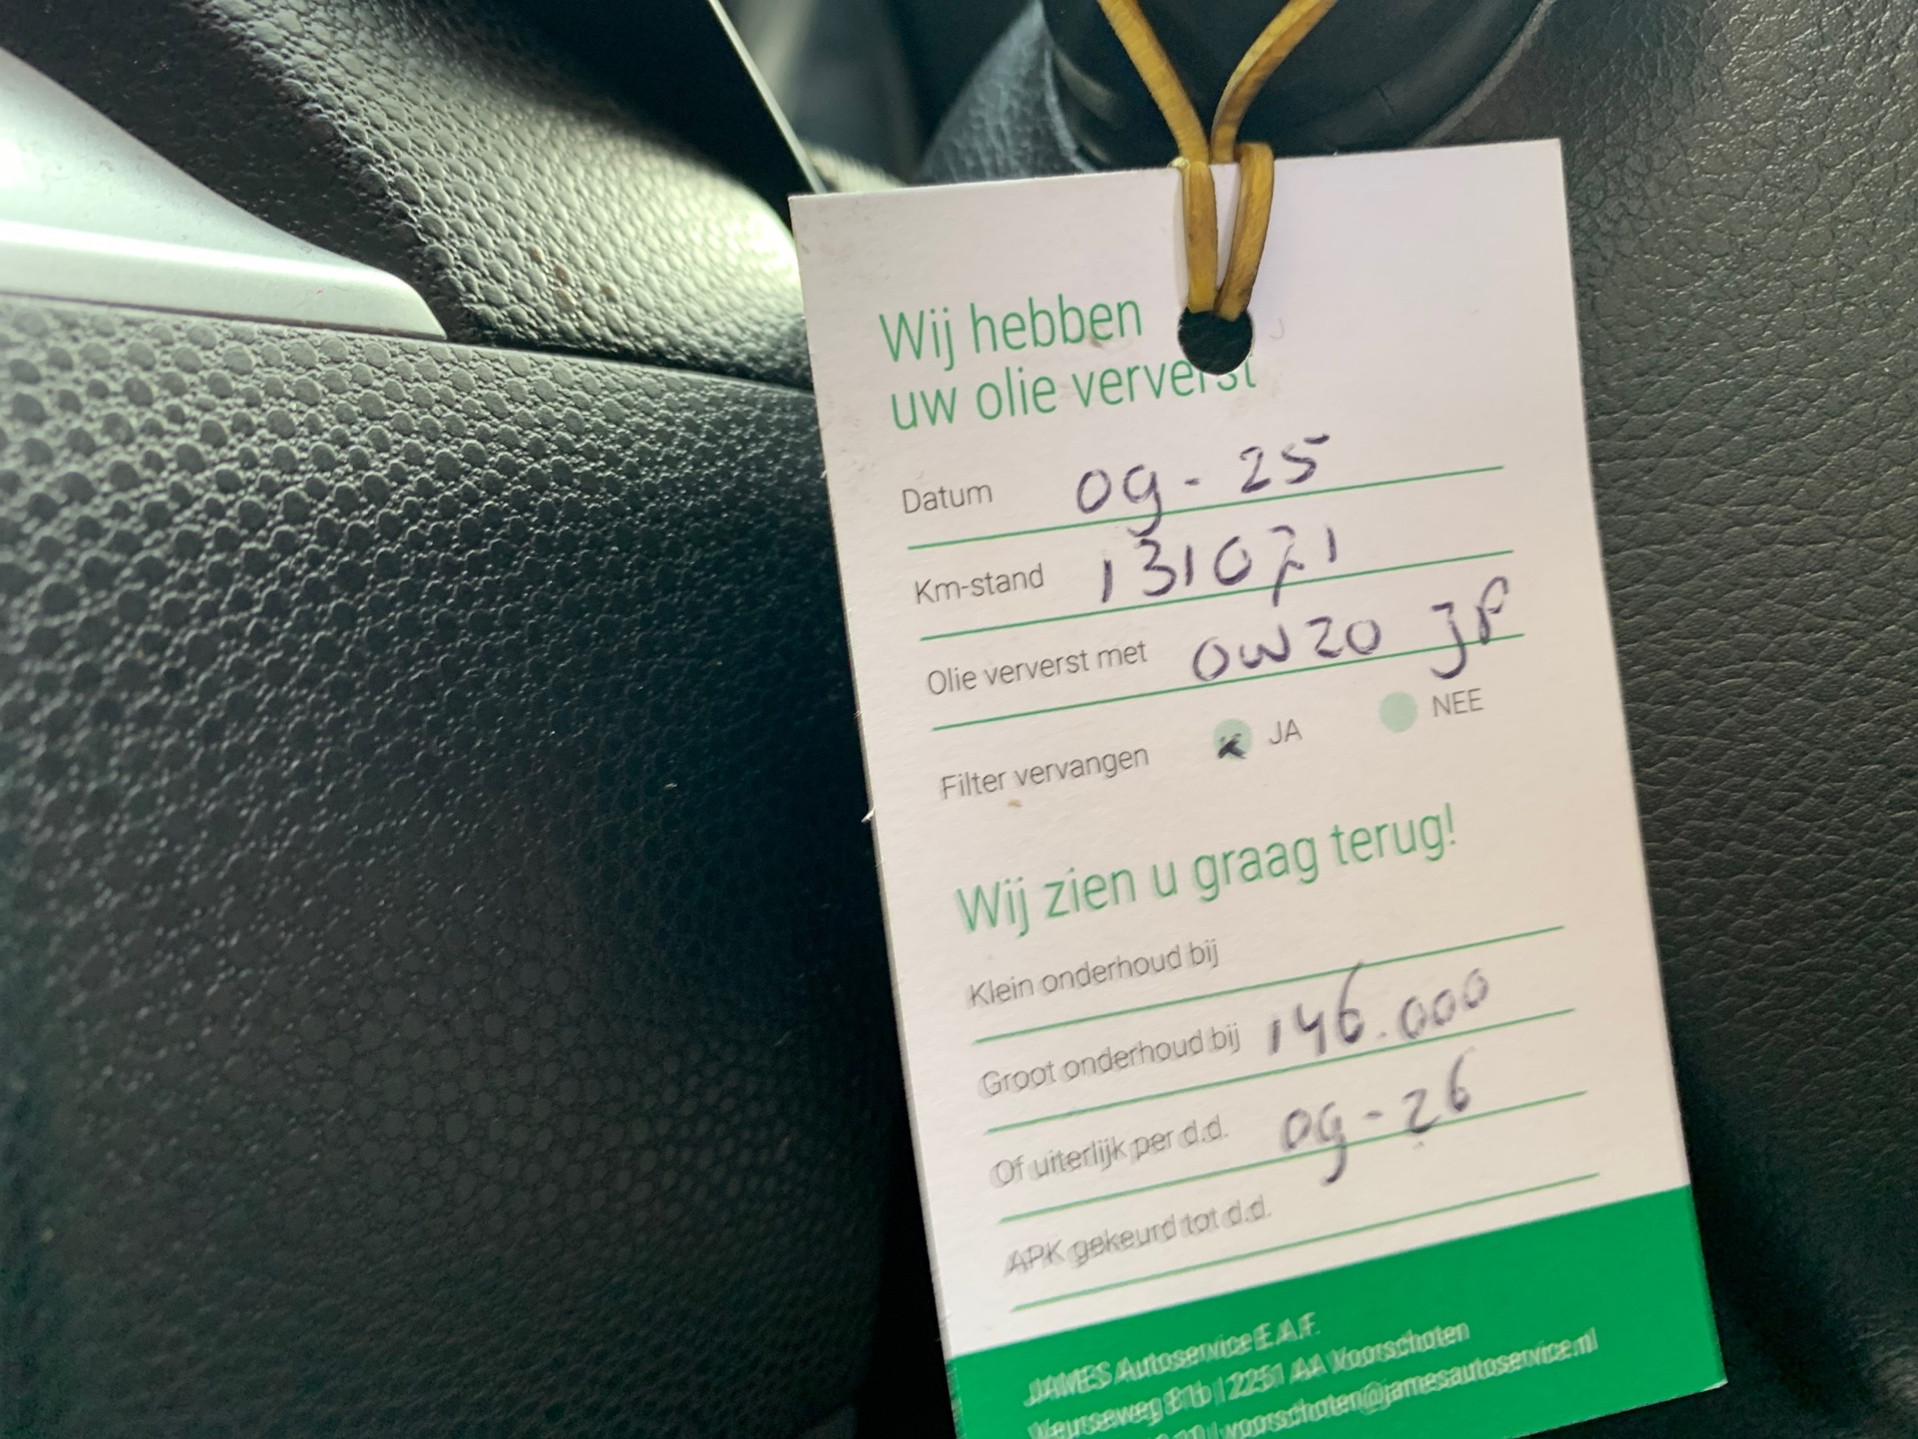 Wij hebben
uw olie ververst
Datum 09-25
Km-stand 131071
Olie ververst met 0W20 JP
Filter vervangen x JA NEE
Wij zien u graag terug!
Klein onderhoud bij
Groot onderhoud bij 146.000
Of uiterlijk per d.d. 09-26
APK gekeurd tot d.d.
JAMES Autoservice E.A.F.
81b | 2251 AA Voorschoten
| voorschoten@jamesautoservice.nl